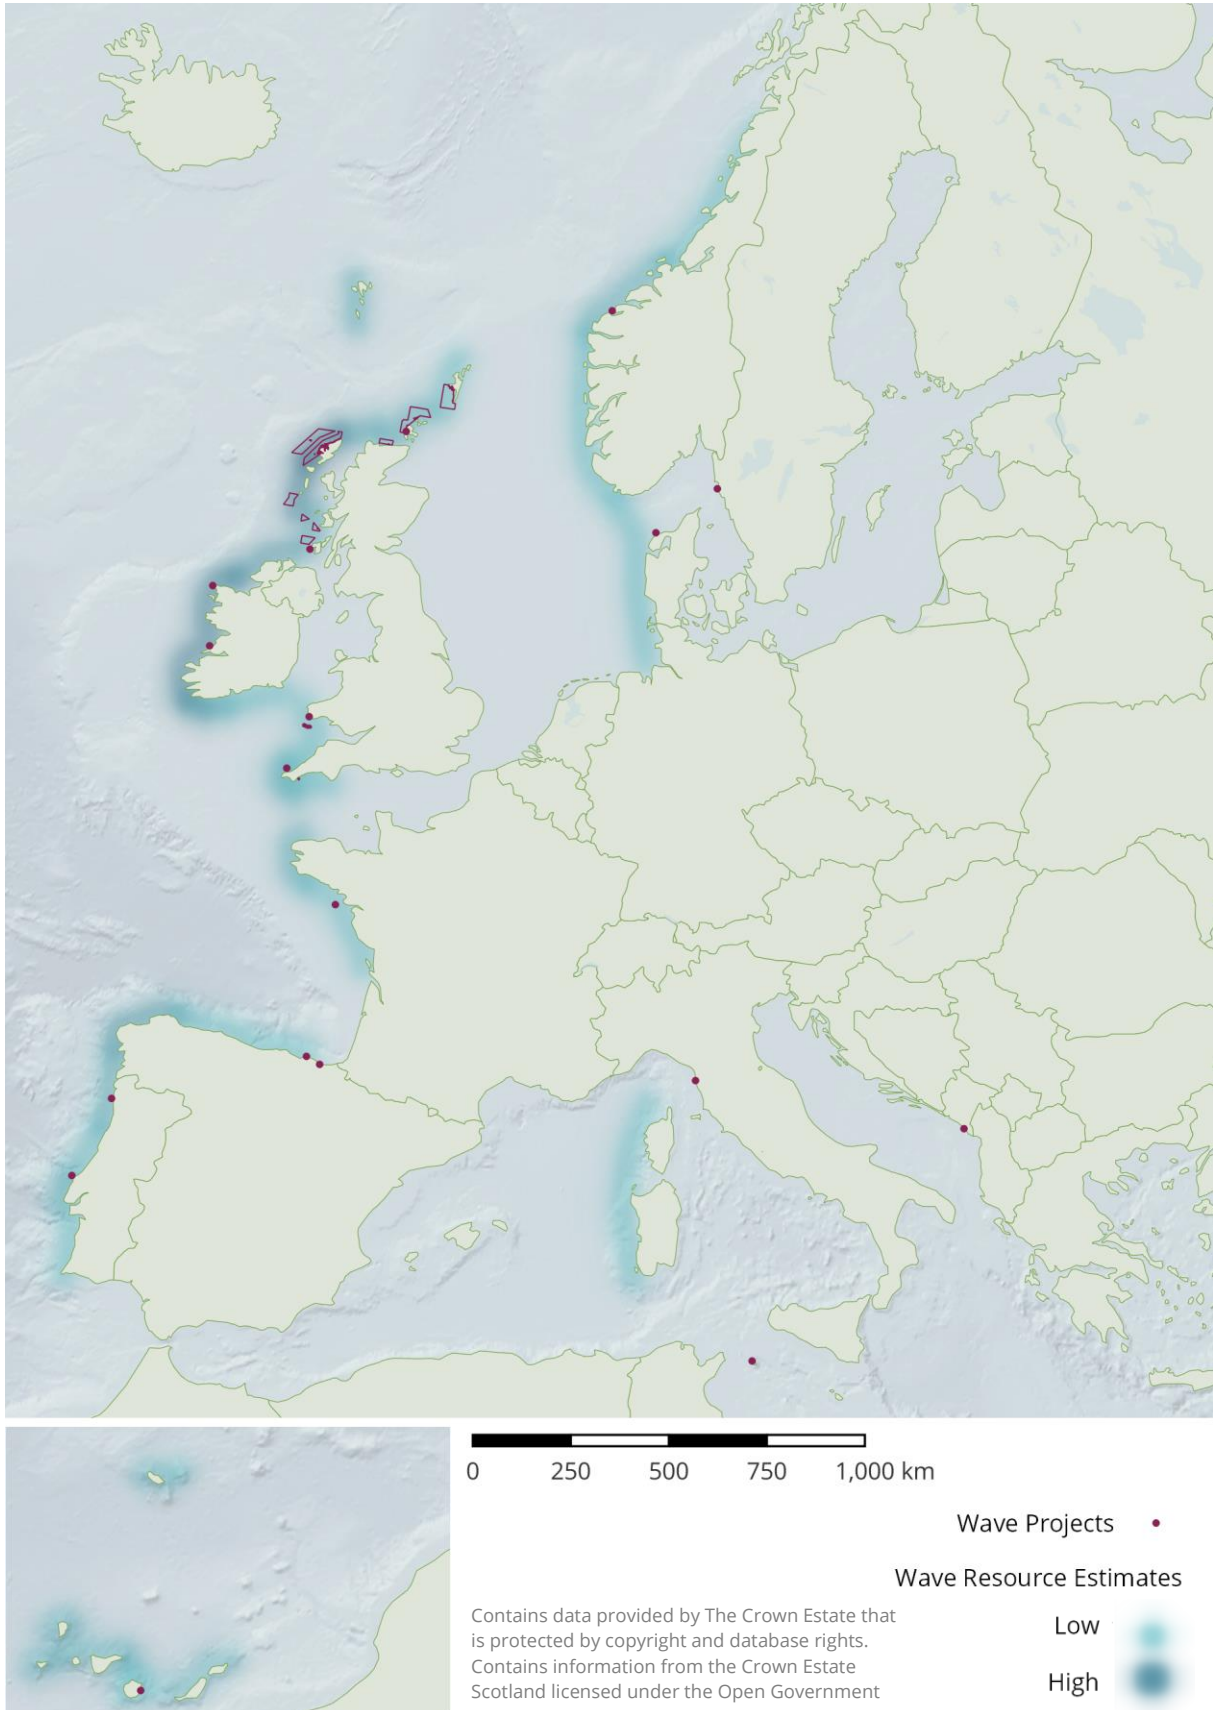 0 250 500 750 1,000 km
Wave Projects
Wave Resource Estimates
Low
High
Contains data provided by The Crown Estate that
is protected by copyright and database rights.
Contains information from the Crown Estate
Scotland licensed under the Open Government